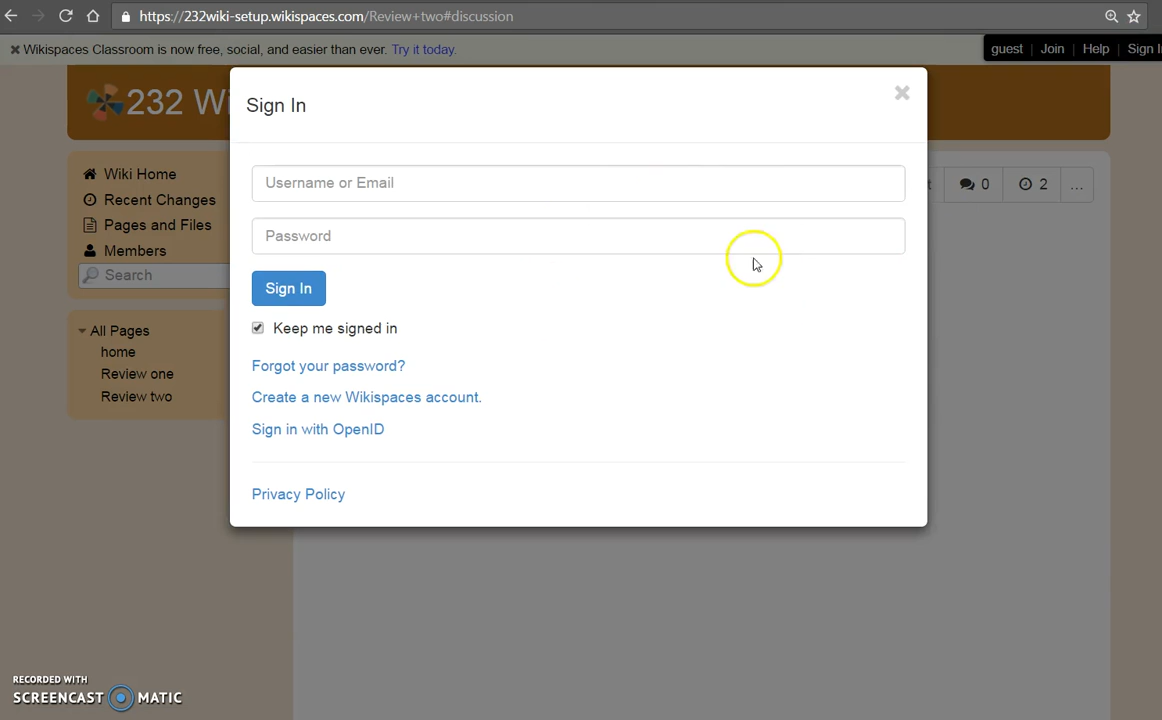 https://232wiki-setup.wikispaces.com/Review+two#discussion
Wikispaces Classroom is now free, social, and easier than ever. Try it today.
guest | Join | Help | Sign I
232 Wi
Sign In
Wiki Home
Recent Changes
Pages and Files
Members
Search
Username or Email
Password
Sign In
Keep me signed in
Forgot your password?
Create a new Wikispaces account.
Sign in with OpenID
Privacy Policy
t
0
2
...
All Pages
home
Review one
Review two
RECORDED WITH
SCREENCAST MATIC